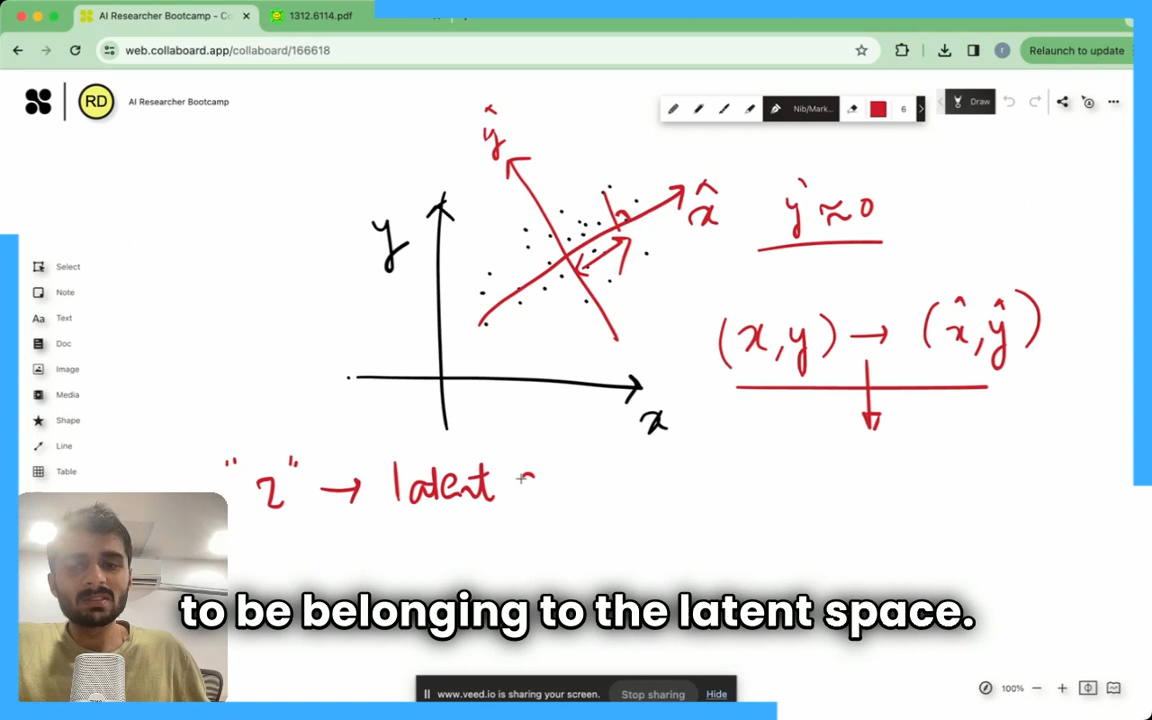 AI Researcher Bootcamp - Co
1312.6114.pdf
web.collaboard.app/collaboard/166618
Relaunch to update
RD
AI Researcher Bootcamp
Nib/Mark...
6
Draw
ŷ
y
x̂
ŷ ≈ 0
(x, y) → (x̂, ŷ)
x
Select
Note
Text
Doc
Image
Media
Shape
Line
Table
"z" → latent
to be belonging to the latent space.
www.veed.io is sharing your screen.
Stop sharing
Hide
100%